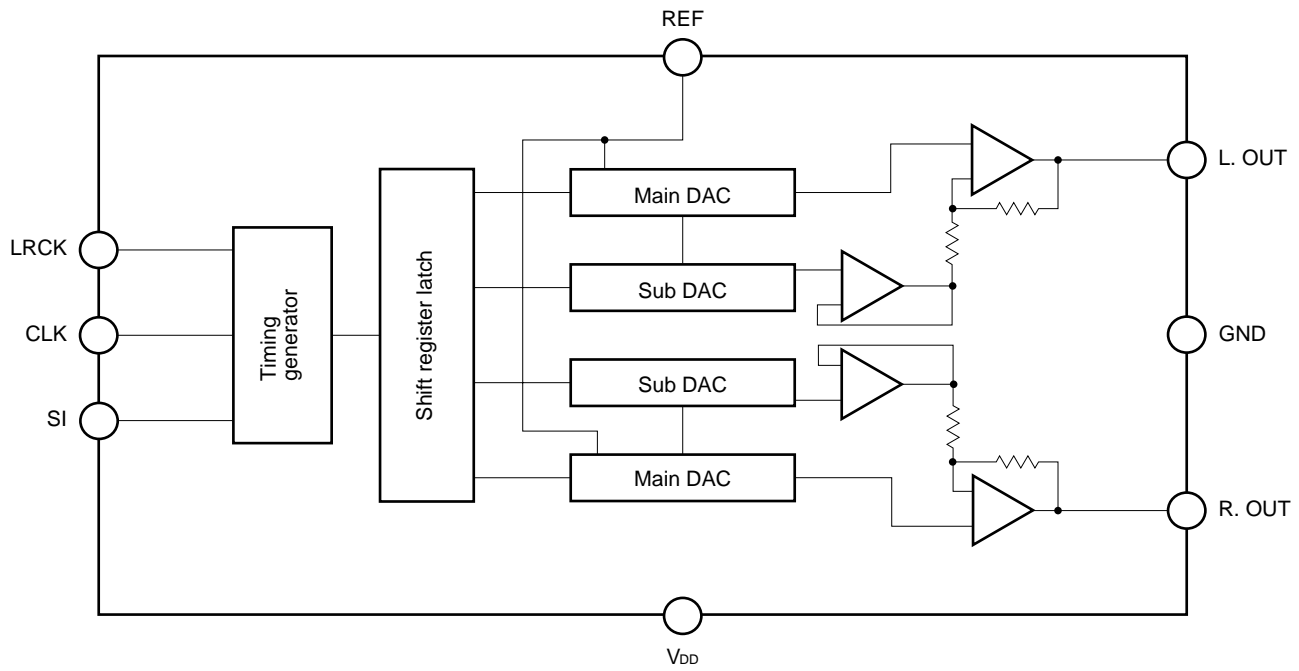 REF
L. OUT
Main DAC
LRCK
Timing
generator
Shift register latch
Sub DAC
CLK
GND
Sub DAC
SI
Main DAC
R. OUT
VDD